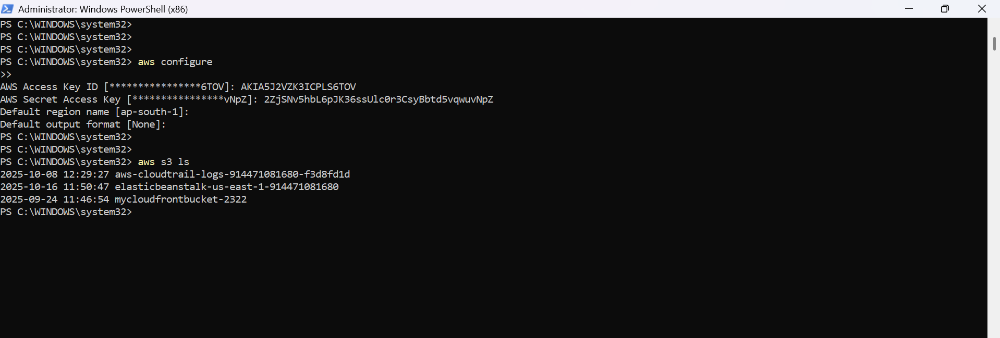 Administrator: Windows PowerShell (x86)
PS C:\WINDOWS\system32>
PS C:\WINDOWS\system32>
PS C:\WINDOWS\system32>
PS C:\WINDOWS\system32> aws configure
>>
AWS Access Key ID [****************6TOV]: AKIA5J2VZK3ICPLS6TOV
AWS Secret Access Key [****************vNpZ]: 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
Default region name [ap-south-1]:
Default output format [None]:
PS C:\WINDOWS\system32>
PS C:\WINDOWS\system32>
PS C:\WINDOWS\system32> aws s3 ls
2025-10-08 12:29:27 aws-cloudtrail-logs-914471081680-f3d8fd1d
2025-10-16 11:50:47 elasticbeanstalk-us-east-1-914471081680
2025-09-24 11:46:54 mycloudfrontbucket-2322
PS C:\WINDOWS\system32>